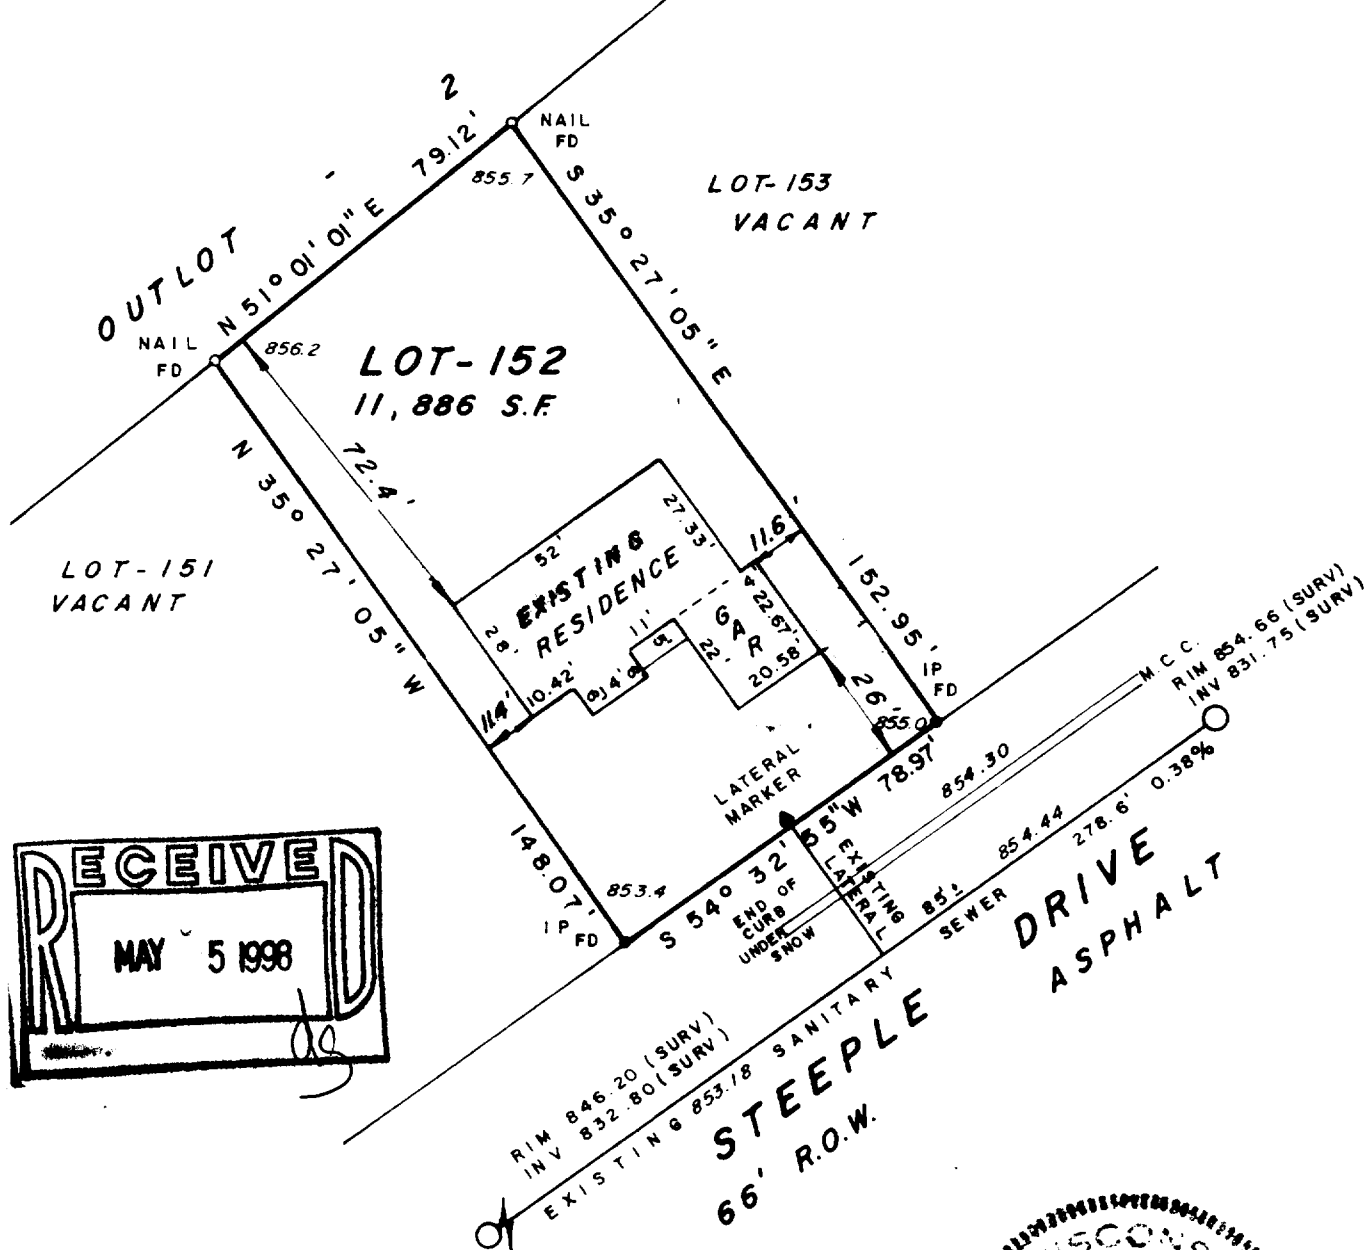 2
NAIL
FD
79.12'
855.7
LOT-153
VACANT
S 35° 27' 05" E
OUTLOT
N 51° 01' 01" E
NAIL
FD
856.2
LOT-152
11,886 S.F.
N 35° 27' 05" W
72.4'
27.33'
11.6'
52'
EXISTING
RESIDENCE
LOT-151
VACANT
152.95'
4"
22.67'
GAR
28'
11'
5'
22'
20.58'
10.42'
14'
11.4'
26'
IP
FD
855.0
M.C.C.
RIM 854.66 (SURV)
INV 831.75 (SURV)
LATERAL
MARKER
78.97'
854.30
0.38%
278.6'
854.44
148.07'
853.4
IP
FD
S 54° 32' 55" W
EXISTING
LATERAL
END OF
CURB
UNDER
SNOW
85'±
DRIVE
ASPHALT
RECEIVED
MAY 5 1998
RIM 846.20 (SURV)
INV 832.80 (SURV)
EXISTING 853.18 SANITARY SEWER
STEEPLE
66' R.O.W.